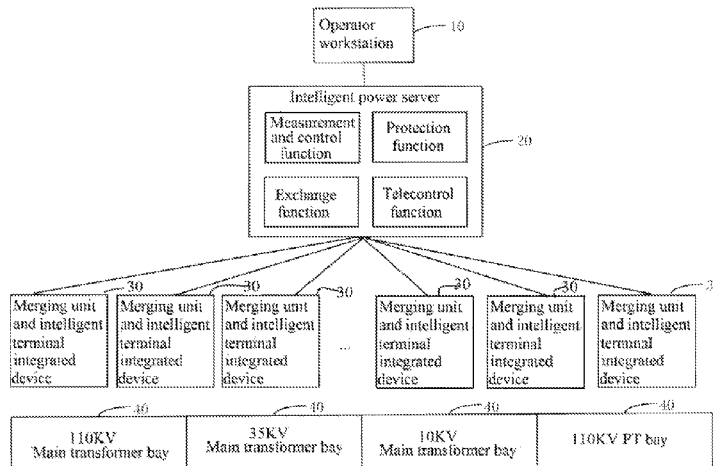 Operator
workstation
10
Intelligent power server
Measurement
and control
function
Protection
function
20
Exchange
function
Telecontrol
function
30
30
30
30
30
3
Merging unit
and intelligent
terminal
integrated
device
Merging unit
and intelligent
terminal
integrated
device
Merging unit
and intelligent
terminal
integrated
device
...
Merging unit
and intelligent
terminal
integrated
device
Merging unit
and intelligent
terminal
integrated
device
Merging unit
and intelligent
terminal
integrated
device
40
40
40
40
110KV
Main transformer bay
35KV
Main transformer bay
10KV
Main transformer bay
110KV PT bay